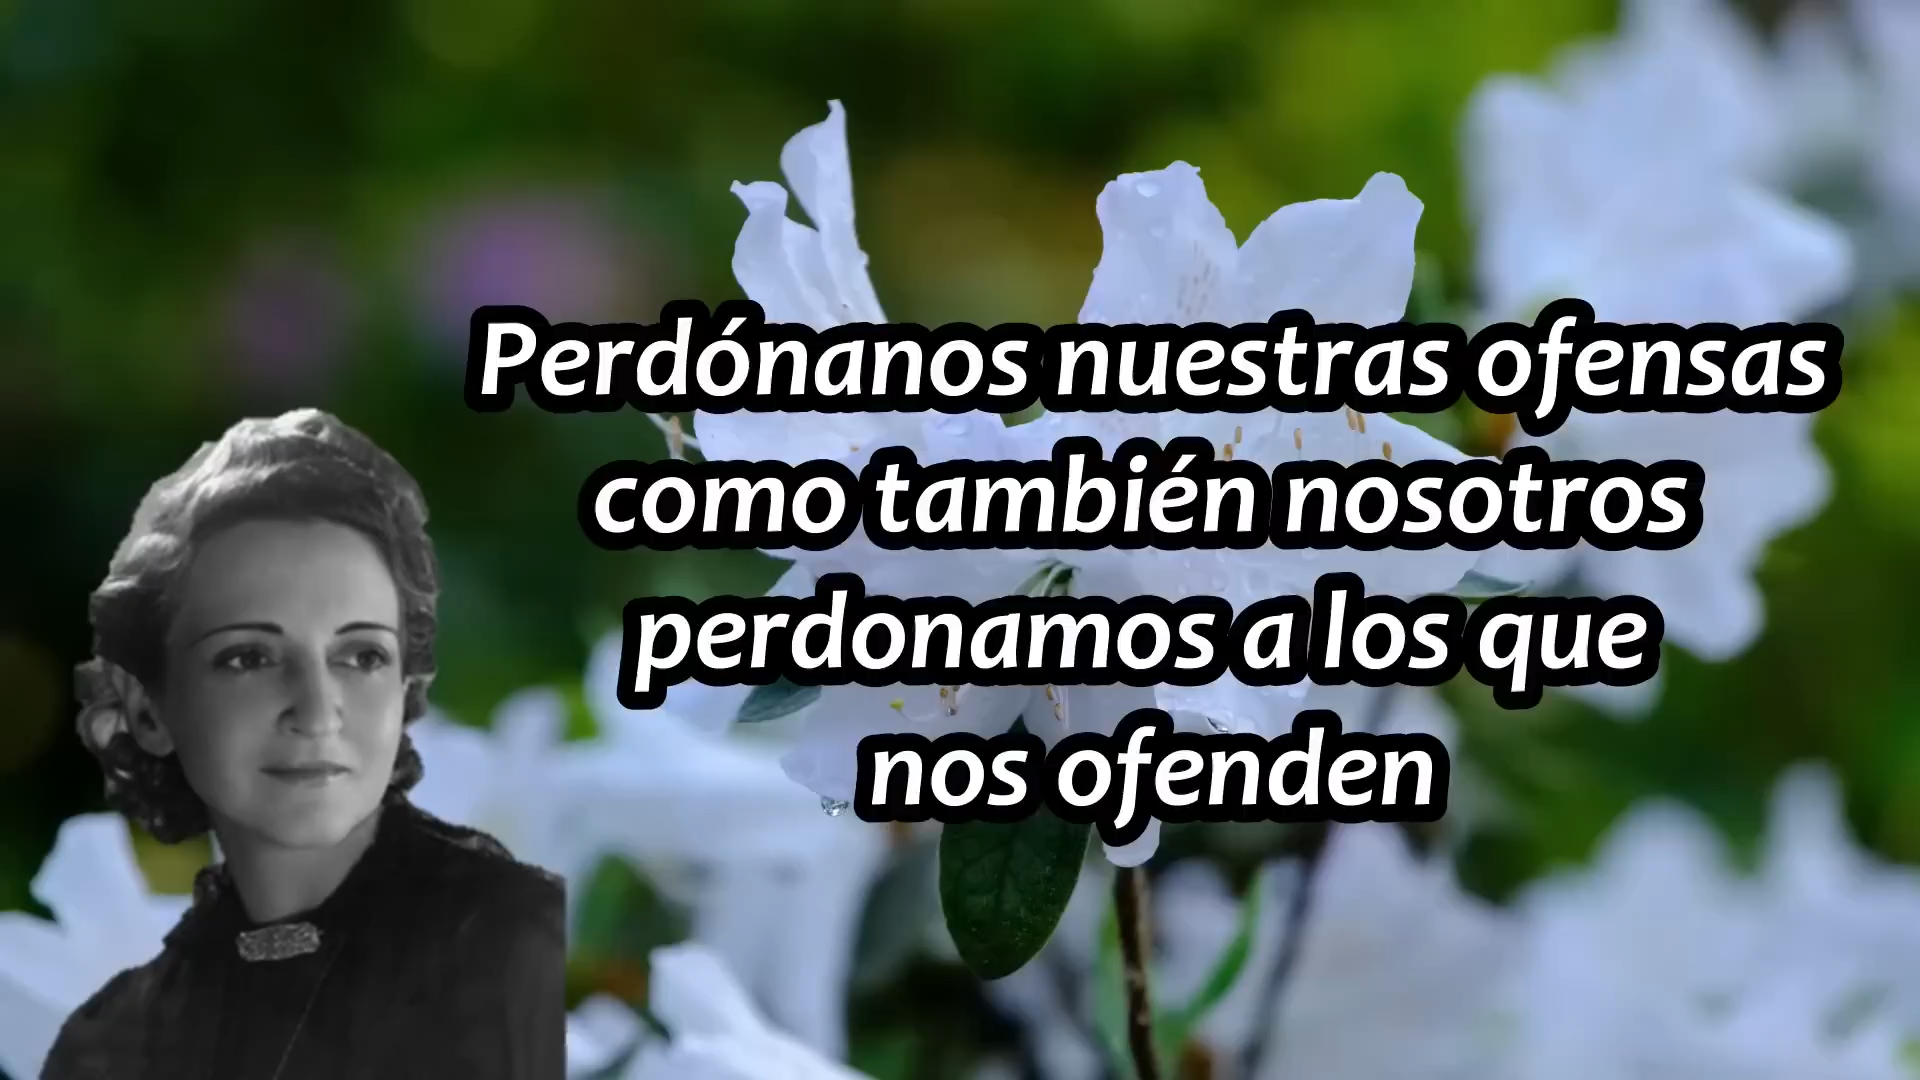 Perdónanos nuestras ofensas
como también nosotros
perdonamos a los que
nos ofenden